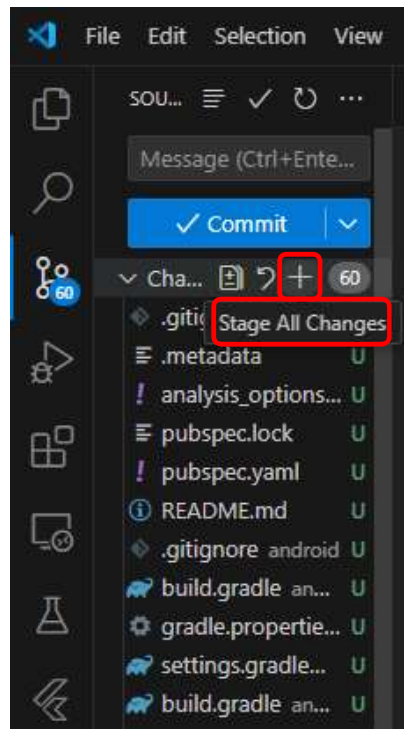 File Edit Selection View
SOU...
Message (Ctrl+Ente...
Commit
60
Cha... 60
.gitig
Stage All Changes
.metadata U
analysis_options... U
pubspec.lock U
pubspec.yaml U
README.md U
.gitignore android U
build.gradle an... U
gradle.propertie... U
settings.gradle... U
build.gradle an... U